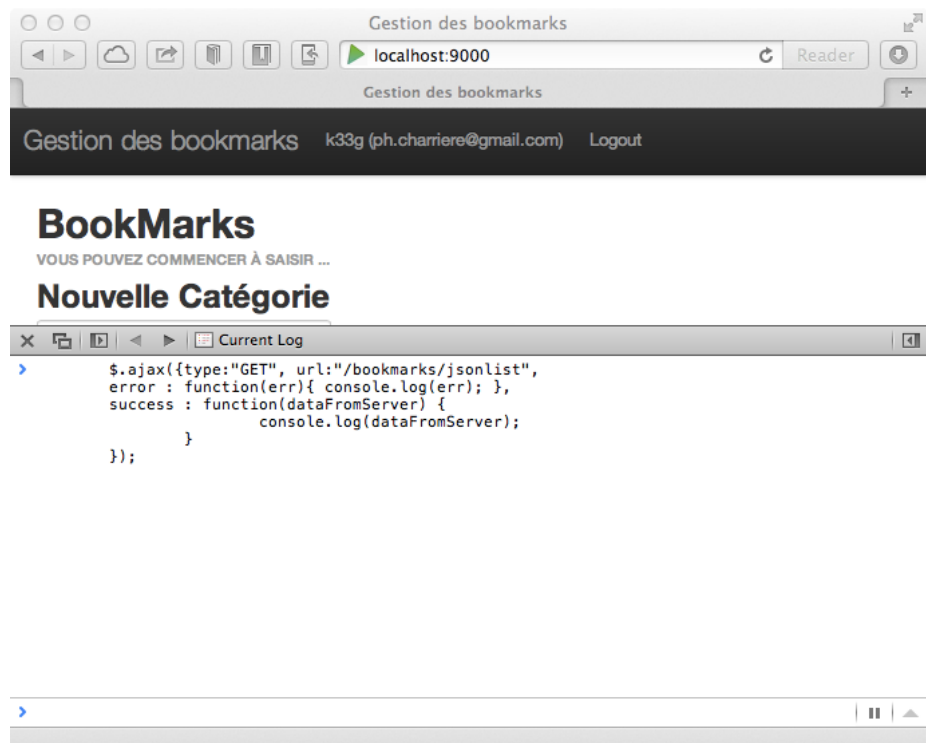 Gestion des bookmarks
localhost:9000
Reader
Gestion des bookmarks
Gestion des bookmarks k33g (ph.charriere@gmail.com) Logout
BookMarks
VOUS POUVEZ COMMENCER À SAISIR ...
Nouvelle Catégorie
Current Log
$.ajax({type:"GET", url:"/bookmarks/jsonlist",
error : function(err){ console.log(err); },
success : function(dataFromServer) {
console.log(dataFromServer);
}
});